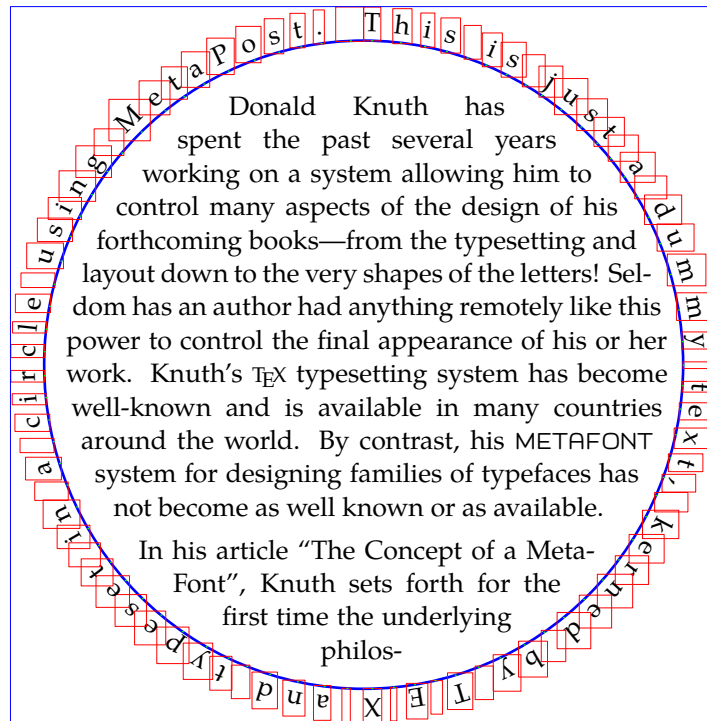 This is just a dummy text, kerned by TEX and typeset in a circle using MetaPost.
Donald Knuth has
spent the past several years
working on a system allowing him to
control many aspects of the design of his
forthcoming books—from the typesetting and
layout down to the very shapes of the letters! Sel-
dom has an author had anything remotely like this
power to control the final appearance of his or her
work. Knuth's TEX typesetting system has become
well-known and is available in many countries
around the world. By contrast, his METAFONT
system for designing families of typefaces has
not become as well known or as available.
In his article “The Concept of a Meta-
Font”, Knuth sets forth for the
first time the underlying
philos-